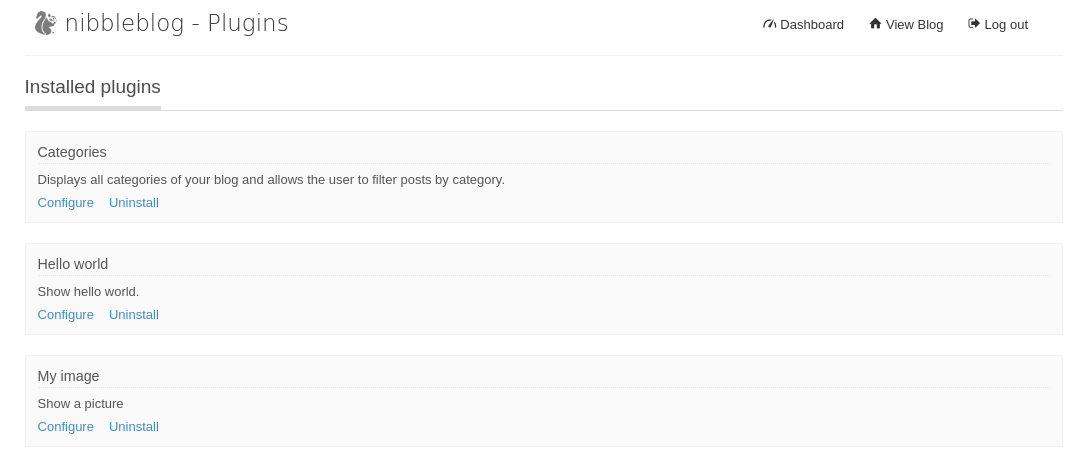 nibbleblog - Plugins
Dashboard View Blog Log out
Installed plugins
Categories
Displays all categories of your blog and allows the user to filter posts by category.
Configure Uninstall
Hello world
Show hello world.
Configure Uninstall
My image
Show a picture
Configure Uninstall